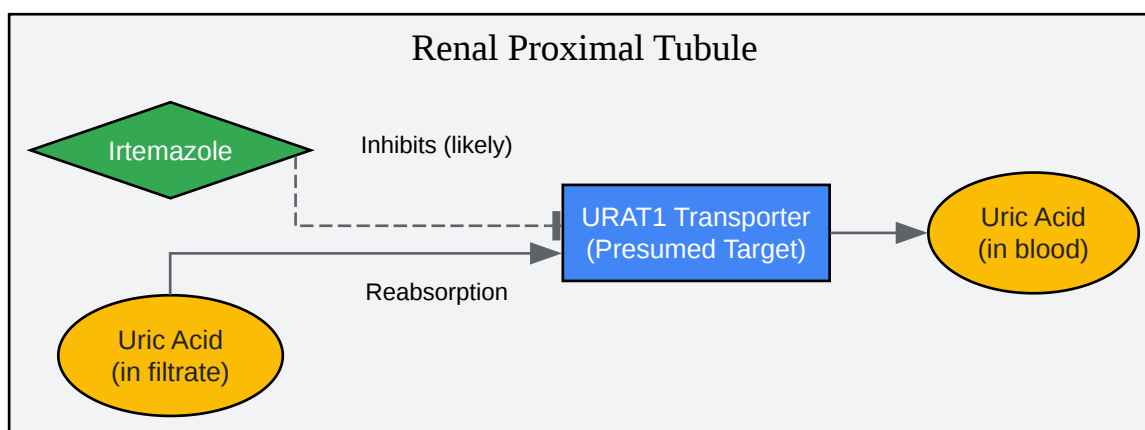 Renal Proximal Tubule
Irtemazole
Inhibits (likely)
URAT1 Transporter
(Presumed Target)
Uric Acid
(in blood)
Reabsorption
Uric Acid
(in filtrate)